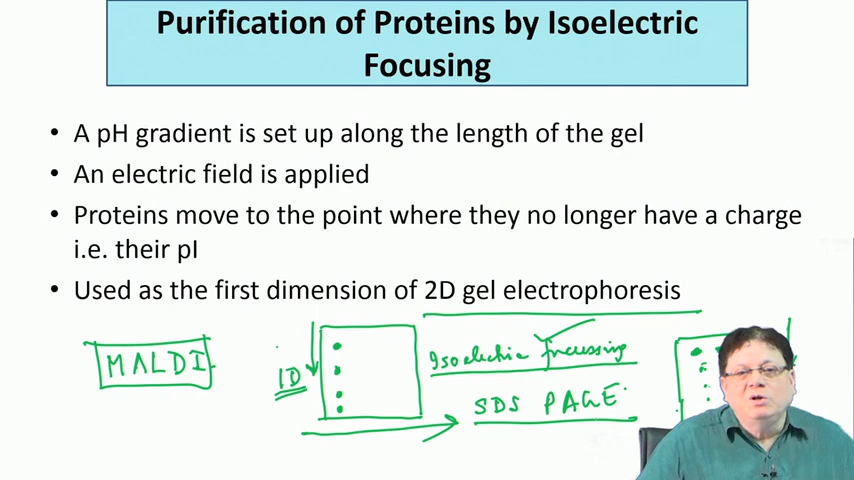 Purification of Proteins by Isoelectric
Focusing
• A pH gradient is set up along the length of the gel
• An electric field is applied
• Proteins move to the point where they no longer have a charge
i.e. their pI
• Used as the first dimension of 2D gel electrophoresis
MALDI
1D
Isoelectric focussing
SDS PAGE